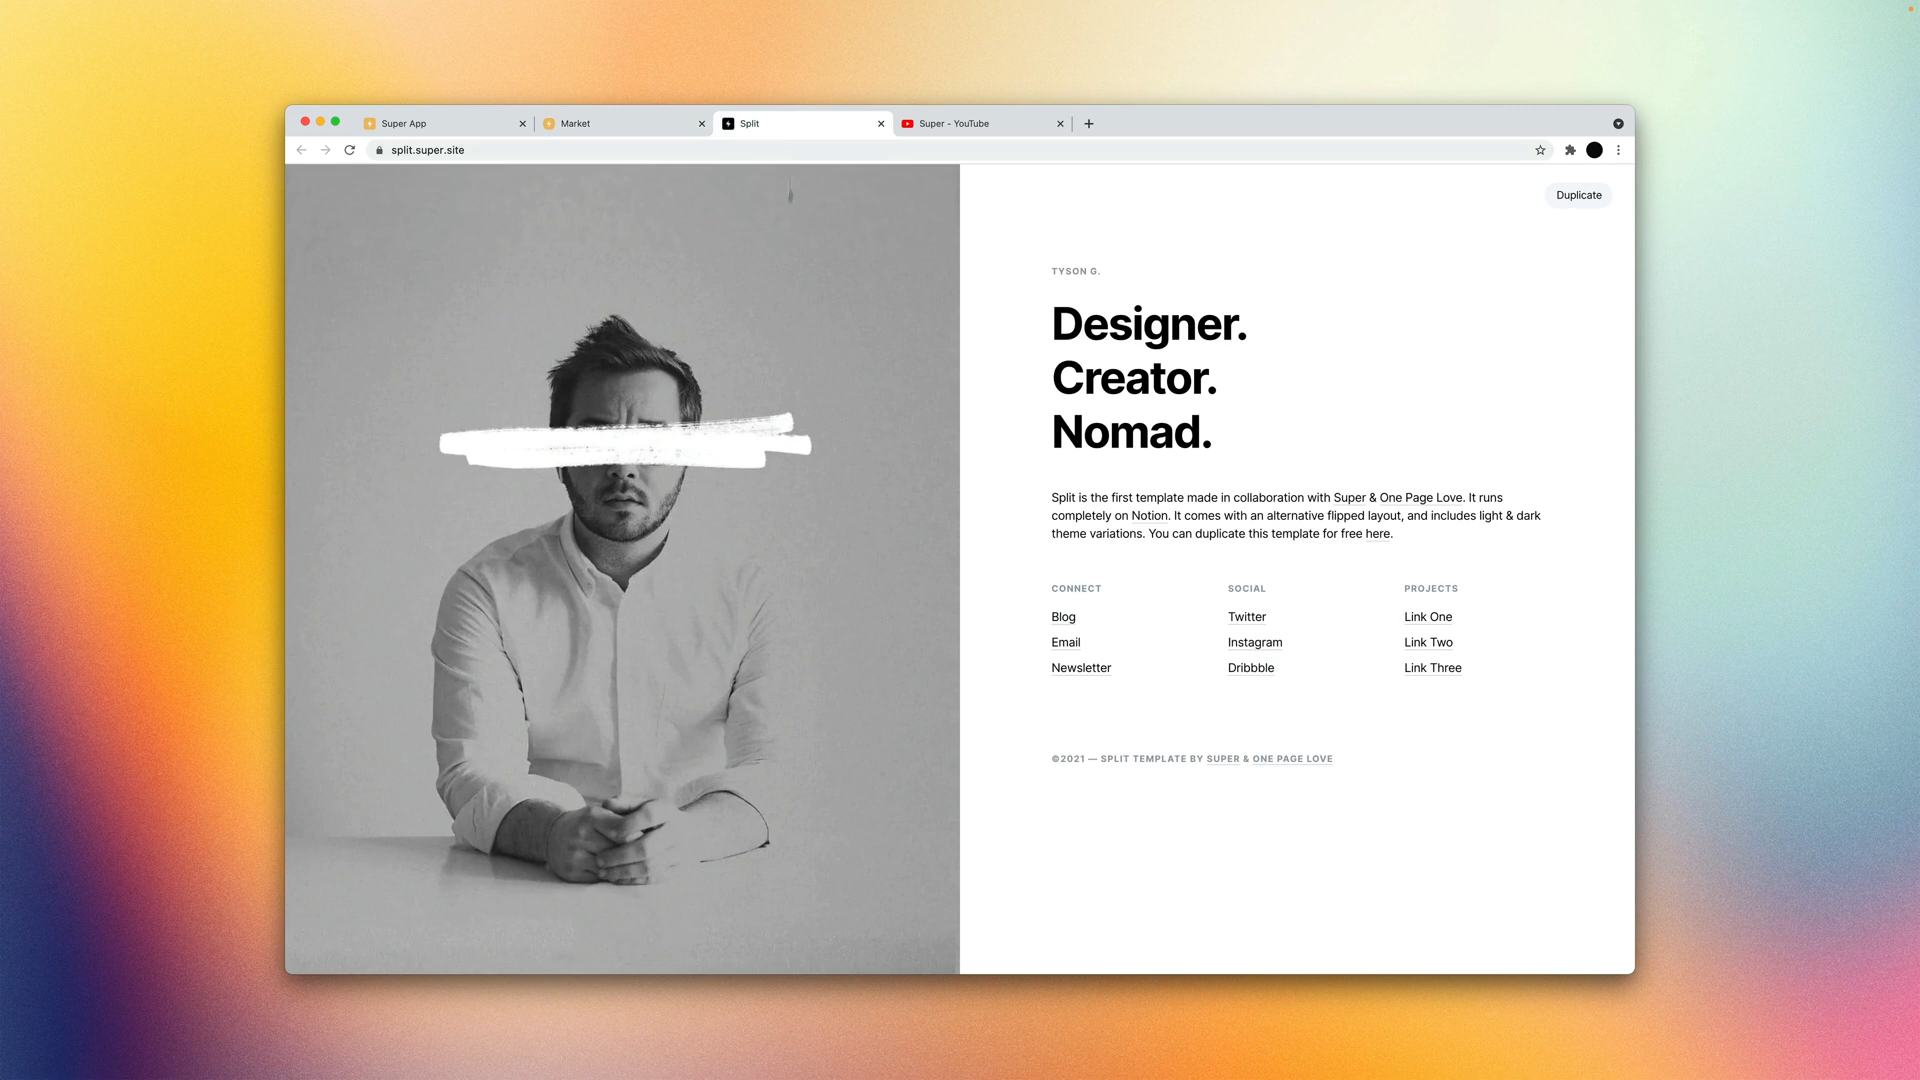 Super App
Market
Split
Super - YouTube
split.super.site
Duplicate
TYSON G.
Designer.
Creator.
Nomad.
Split is the first template made in collaboration with Super & One Page Love. It runs
completely on Notion. It comes with an alternative flipped layout, and includes light & dark
theme variations. You can duplicate this template for free here.
CONNECT
Blog
Email
Newsletter
SOCIAL
Twitter
Instagram
Dribbble
PROJECTS
Link One
Link Two
Link Three
©2021 — SPLIT TEMPLATE BY SUPER & ONE PAGE LOVE